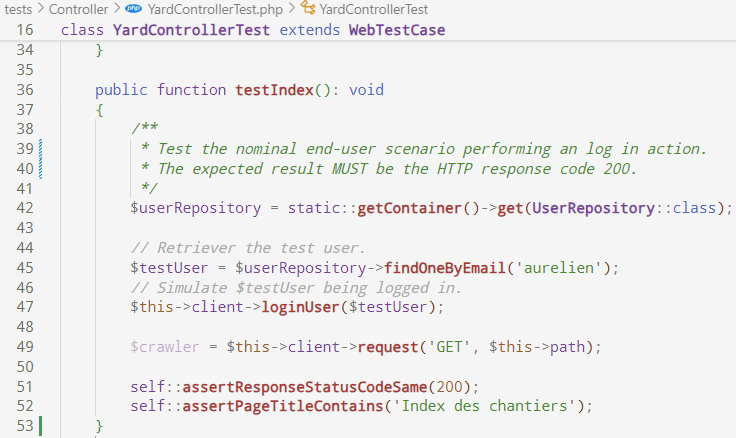 tests > Controller > php YardControllerTest.php > YardControllerTest
16 class YardControllerTest extends WebTestCase
34 }
35
36 public function testIndex(): void
37 {
38 /**
39 * Test the nominal end-user scenario performing an log in action.
40 * The expected result MUST be the HTTP response code 200.
41 */
42 $userRepository = static::getContainer()->get(UserRepository::class);
43
44 // Retriever the test user.
45 $testUser = $userRepository->findOneByEmail('aurelien');
46 // Simulate $testUser being logged in.
47 $this->client->loginUser($testUser);
48
49 $crawler = $this->client->request('GET', $this->path);
50
51 self::assertResponseStatusCodeSame(200);
52 self::assertPageTitleContains('Index des chantiers');
53 }